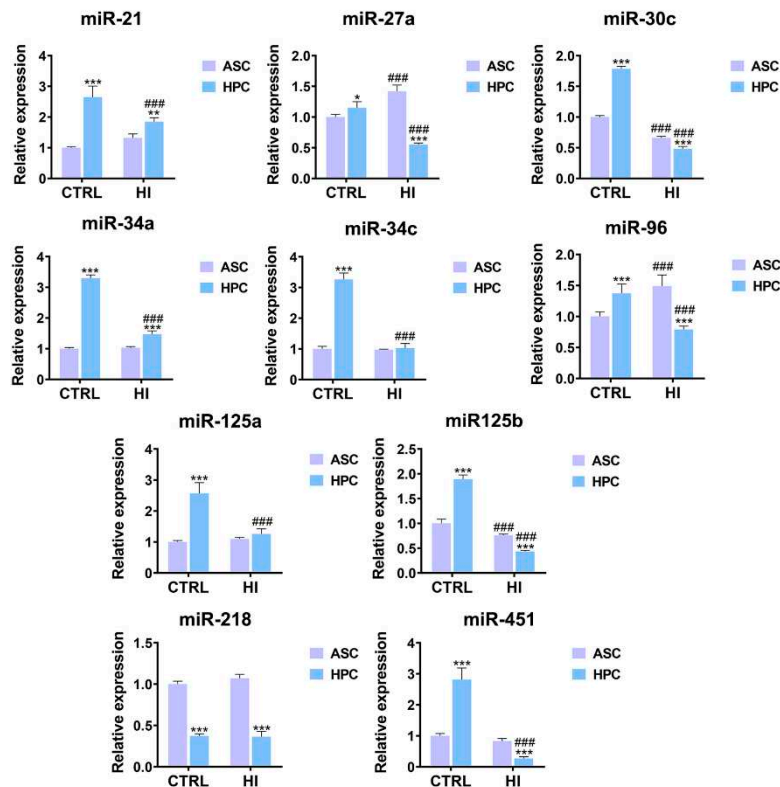 miR-21
Relative expression
4
3
2
1
0
***
###
**
CTRL
HI
ASC
HPC
miR-27a
Relative expression
2.0
1.5
1.0
0.5
0.0
*
###
###
***
CTRL
HI
ASC
HPC
miR-30c
Relative expression
2.0
1.5
1.0
0.5
0.0
***
###
###
***
CTRL
HI
ASC
HPC
miR-34a
Relative expression
4
3
2
1
0
***
###
***
CTRL
HI
ASC
HPC
miR-34c
Relative expression
4
3
2
1
0
***
###
CTRL
HI
ASC
HPC
miR-96
Relative expression
2.0
1.5
1.0
0.5
0.0
***
###
###
***
CTRL
HI
ASC
HPC
miR-125a
Relative expression
4
3
2
1
0
***
###
CTRL
HI
ASC
HPC
miR125b
Relative expression
2.5
2.0
1.5
1.0
0.5
0.0
***
###
###
***
CTRL
HI
ASC
HPC
miR-218
Relative expression
1.5
1.0
0.5
0.0
***
***
CTRL
HI
ASC
HPC
miR-451
Relative expression
4
3
2
1
0
***
###
***
CTRL
HI
ASC
HPC